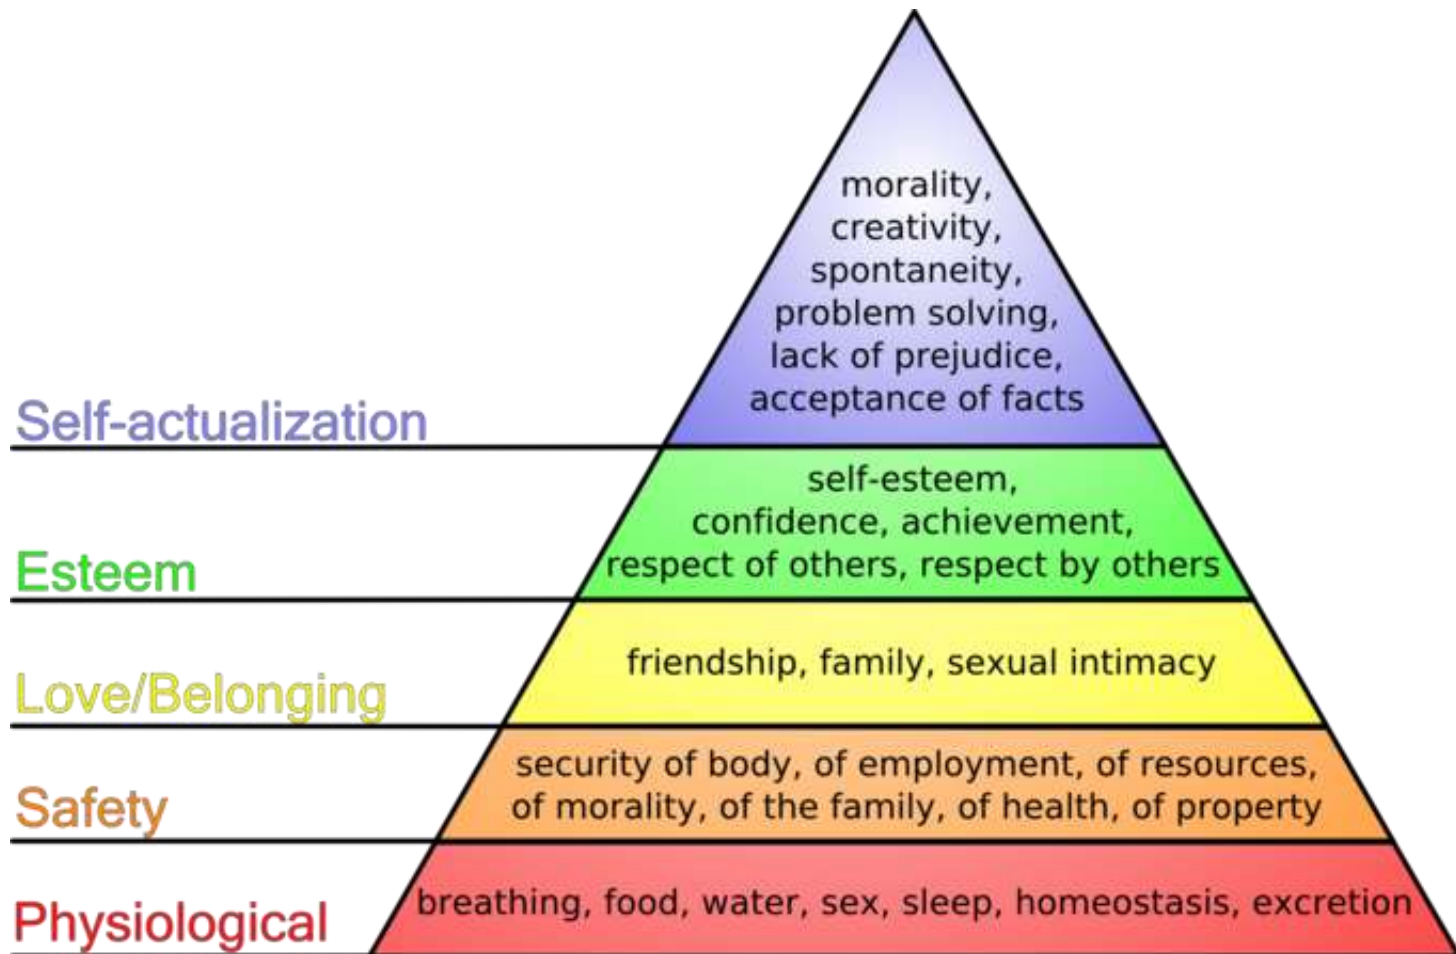 morality,
creativity,
spontaneity,
problem solving,
lack of prejudice,
acceptance of facts
Self-actualization
self-esteem,
confidence, achievement,
respect of others, respect by others
Esteem
friendship, family, sexual intimacy
Love/Belonging
security of body, of employment, of resources,
of morality, of the family, of health, of property
Safety
breathing, food, water, sex, sleep, homeostasis, excretion
Physiological